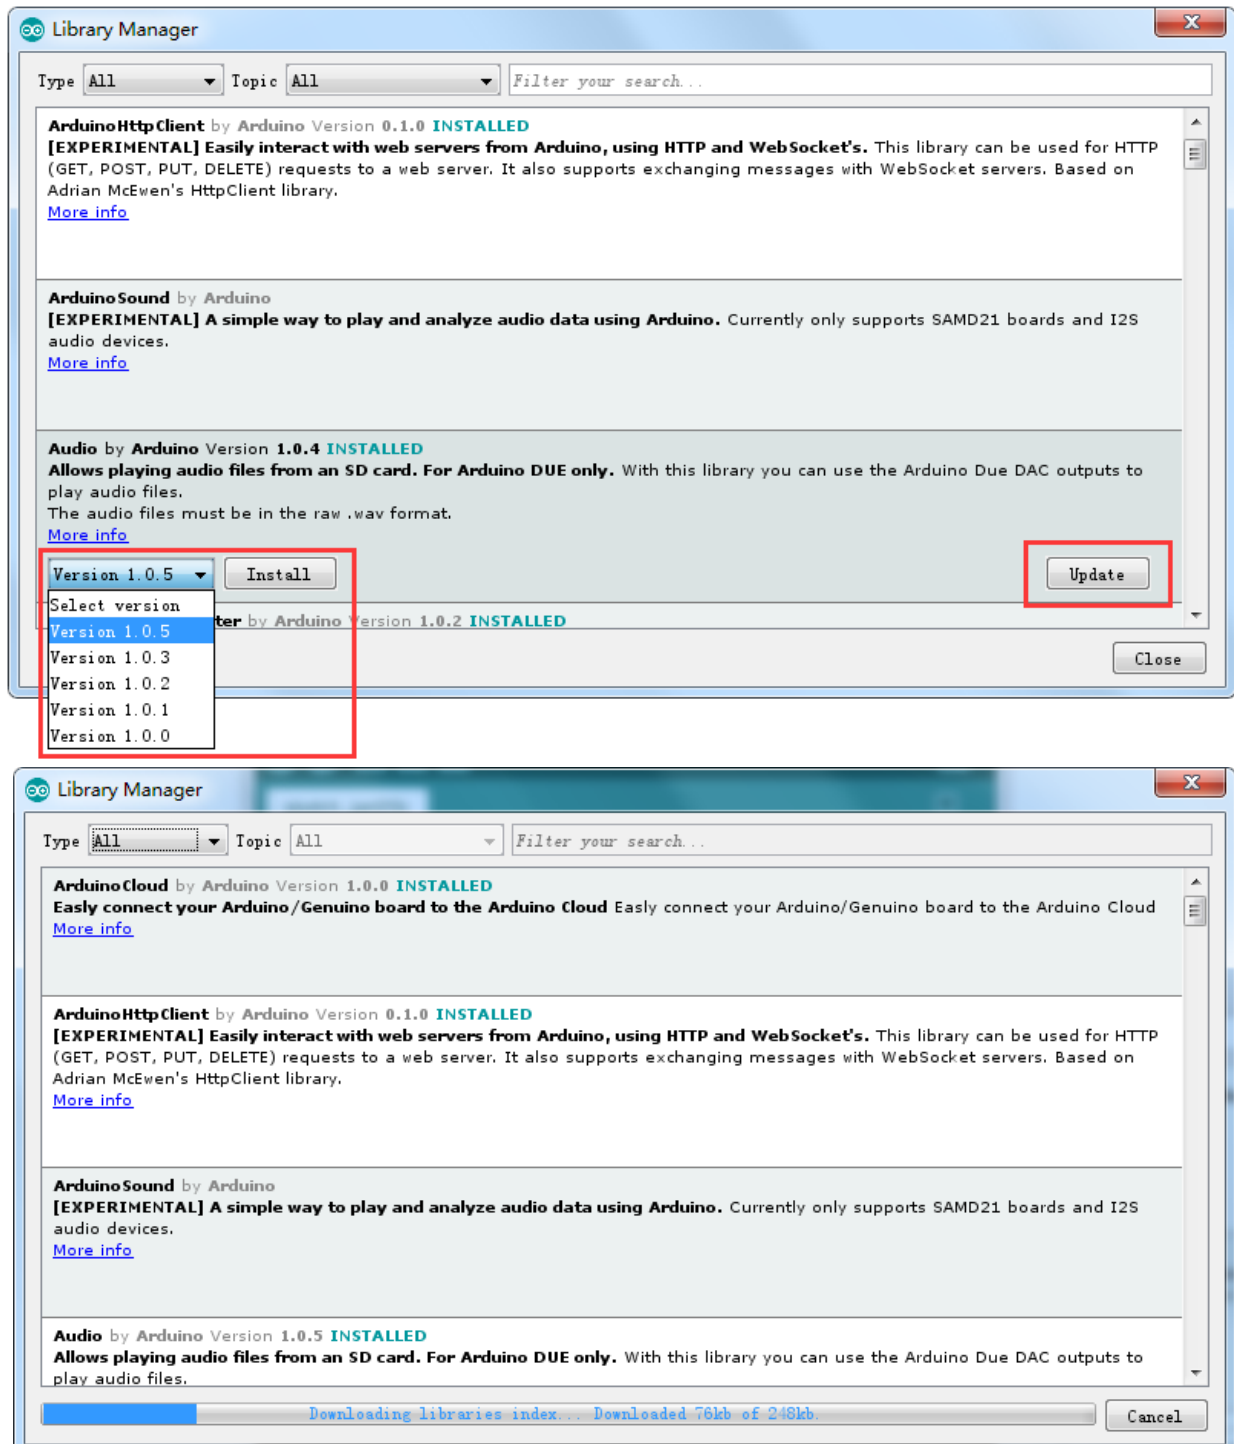 Library Manager
Type All Topic All Filter your search...
ArduinoHttpClient by Arduino Version 0.1.0 INSTALLED
[EXPERIMENTAL] Easily interact with web servers from Arduino, using HTTP and WebSocket's. This library can be used for HTTP
(GET, POST, PUT, DELETE) requests to a web server. It also supports exchanging messages with WebSocket servers. Based on
Adrian McEwen's HttpClient library.
More info
ArduinoSound by Arduino
[EXPERIMENTAL] A simple way to play and analyze audio data using Arduino. Currently only supports SAMD21 boards and I2S
audio devices.
More info
Audio by Arduino Version 1.0.4 INSTALLED
Allows playing audio files from an SD card. For Arduino DUE only. With this library you can use the Arduino Due DAC outputs to
play audio files.
The audio files must be in the raw .wav format.
More info
Version 1.0.5 Install Update
Select version
ter by Arduino Version 1.0.2 INSTALLED
Version 1.0.5
Version 1.0.3 Close
Version 1.0.2
Version 1.0.1
Version 1.0.0
Library Manager
Type All Topic All Filter your search...
ArduinoCloud by Arduino Version 1.0.0 INSTALLED
Easly connect your Arduino/Genuino board to the Arduino Cloud Easly connect your Arduino/Genuino board to the Arduino Cloud
More info
ArduinoHttpClient by Arduino Version 0.1.0 INSTALLED
[EXPERIMENTAL] Easily interact with web servers from Arduino, using HTTP and WebSocket's. This library can be used for HTTP
(GET, POST, PUT, DELETE) requests to a web server. It also supports exchanging messages with WebSocket servers. Based on
Adrian McEwen's HttpClient library.
More info
ArduinoSound by Arduino
[EXPERIMENTAL] A simple way to play and analyze audio data using Arduino. Currently only supports SAMD21 boards and I2S
audio devices.
More info
Audio by Arduino Version 1.0.5 INSTALLED
Allows playing audio files from an SD card. For Arduino DUE only. With this library you can use the Arduino Due DAC outputs to
play audio files.
Downloading libraries index... Downloaded 76kb of 248kb. Cancel